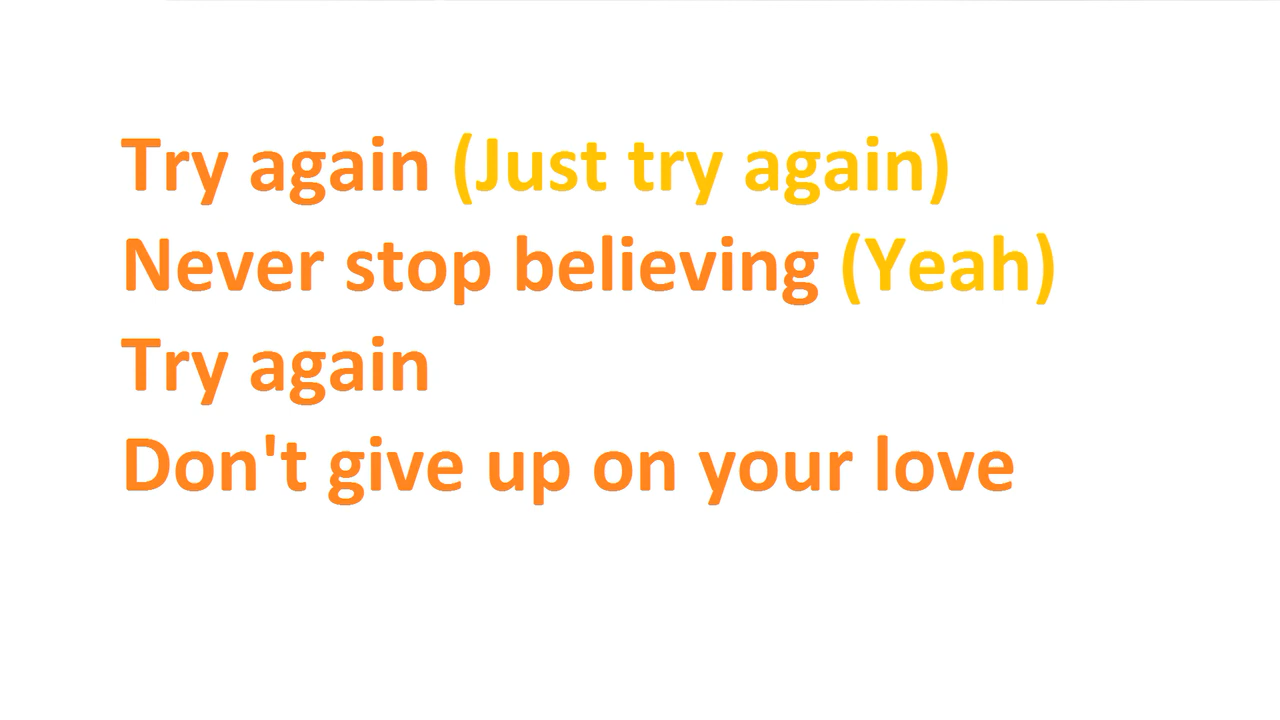 Try again (Just try again)
Never stop believing (Yeah)
Try again
Don't give up on your love